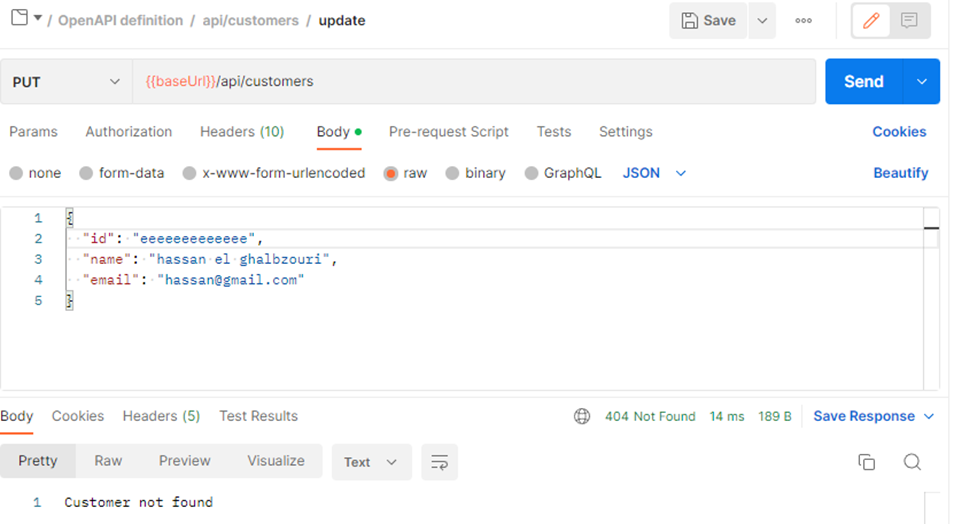 / OpenAPI definition / api/customers / update
Save
PUT {{baseUrl}}/api/customers Send
Params Authorization Headers (10) Body Pre-request Script Tests Settings Cookies
none form-data x-www-form-urlencoded raw binary GraphQL JSON Beautify
1 {
2 "id": "eeeeeeeeeeeee",
3 "name": "hassan el ghalbzouri",
4 "email": "hassan@gmail.com"
5 }
Body Cookies Headers (5) Test Results 404 Not Found 14 ms 189 B Save Response
Pretty Raw Preview Visualize Text
1 Customer not found